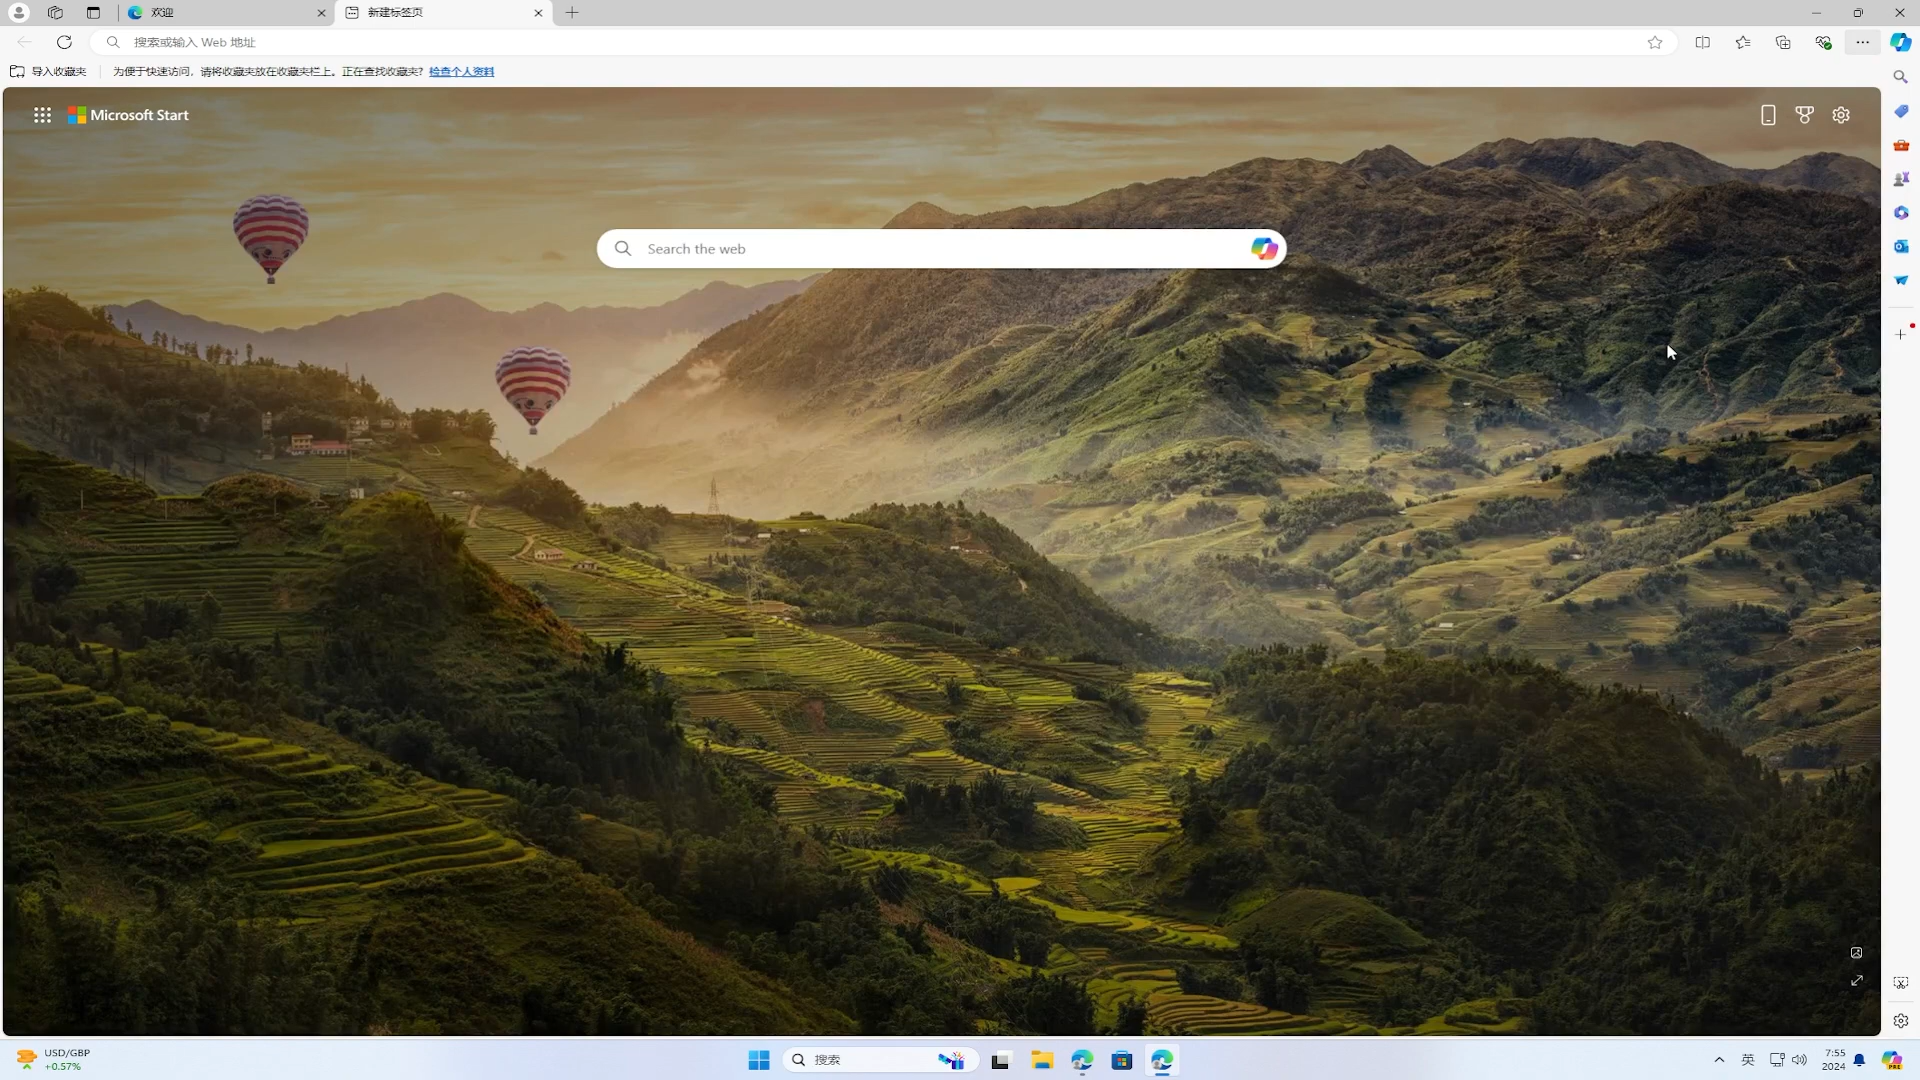 欢迎
新建标签页
搜索或输入 Web 地址
导入收藏夹
为便于快速访问，请将收藏夹放在收藏夹栏上。正在查找收藏夹? 检查个人资料
Microsoft Start
Search the web
USD/GBP
+0.57%
搜索
英
7:55
2024
PRE